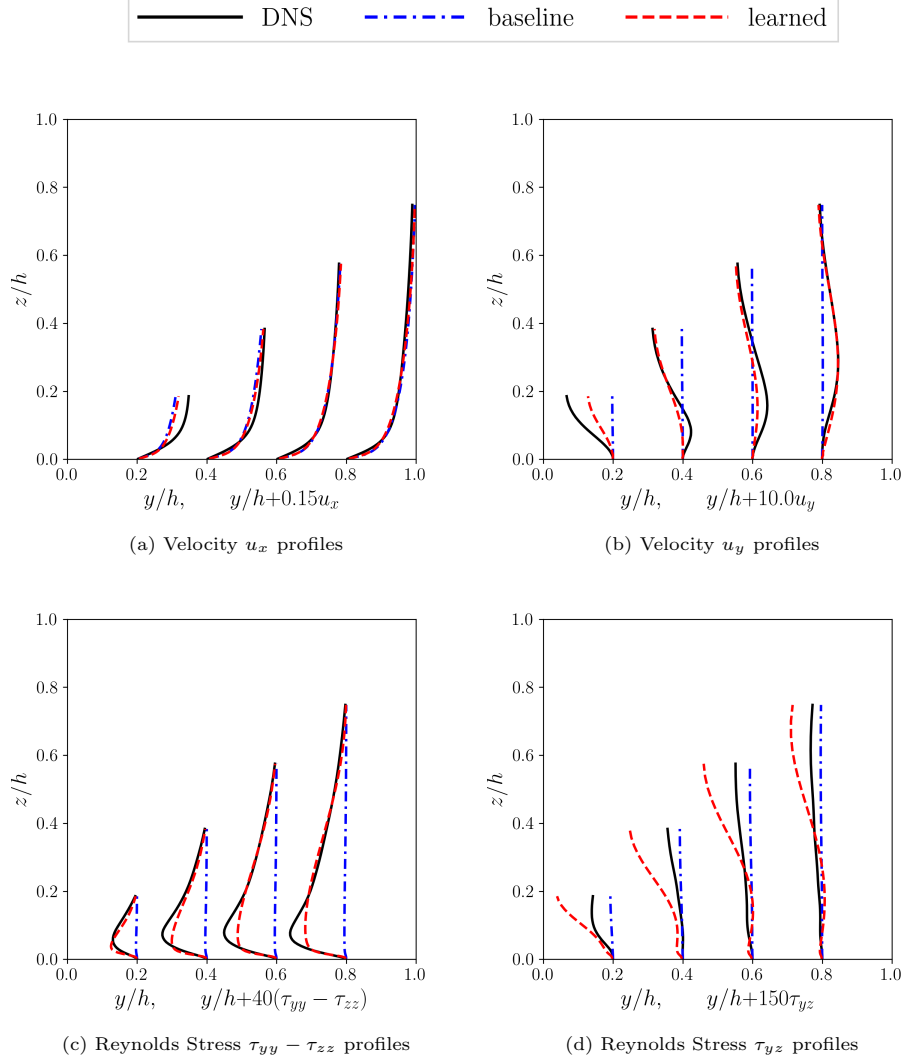 DNS baseline learned
1.0
0.8
0.6
0.4
0.2
0.0
z/h
0.0 0.2 0.4 0.6 0.8 1.0
y/h, y/h+0.15u_x
(a) Velocity u_x profiles
1.0
0.8
0.6
0.4
0.2
0.0
z/h
0.0 0.2 0.4 0.6 0.8 1.0
y/h, y/h+10.0u_y
(b) Velocity u_y profiles
1.0
0.8
0.6
0.4
0.2
0.0
z/h
0.0 0.2 0.4 0.6 0.8 1.0
y/h, y/h+40(τ_yy − τ_zz)
(c) Reynolds Stress τ_yy − τ_zz profiles
1.0
0.8
0.6
0.4
0.2
0.0
z/h
0.0 0.2 0.4 0.6 0.8 1.0
y/h, y/h+150τ_yz
(d) Reynolds Stress τ_yz profiles